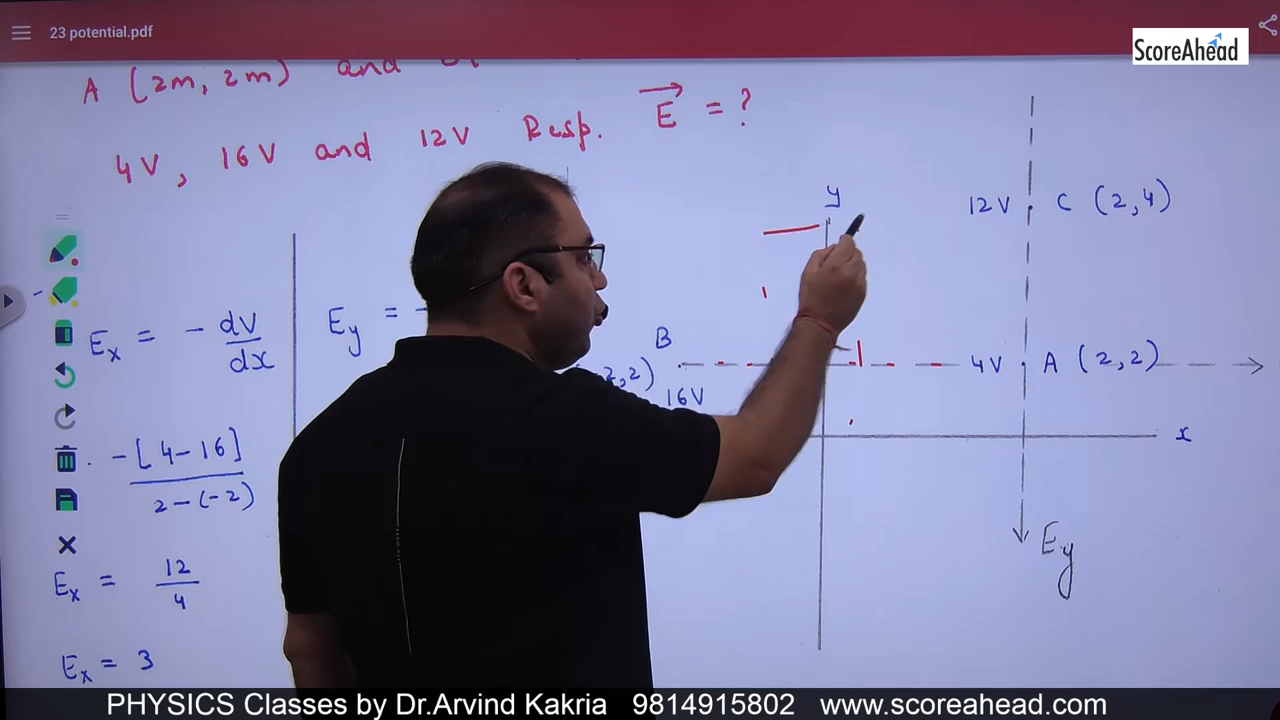 23 potential.pdf
ScoreAhead
A (2m, 2m) and
4V, 16V and 12V Resp. E = ?
y
12V C (2,4)
Ex = - dV/dx
Ey = -
B
2,2)
16V
4V A (2,2)
x
-[4-16]
2-(-2)
Ey
Ex = 12/4
Ex = 3
PHYSICS Classes by Dr.Arvind Kakria 9814915802 www.scoreahead.com